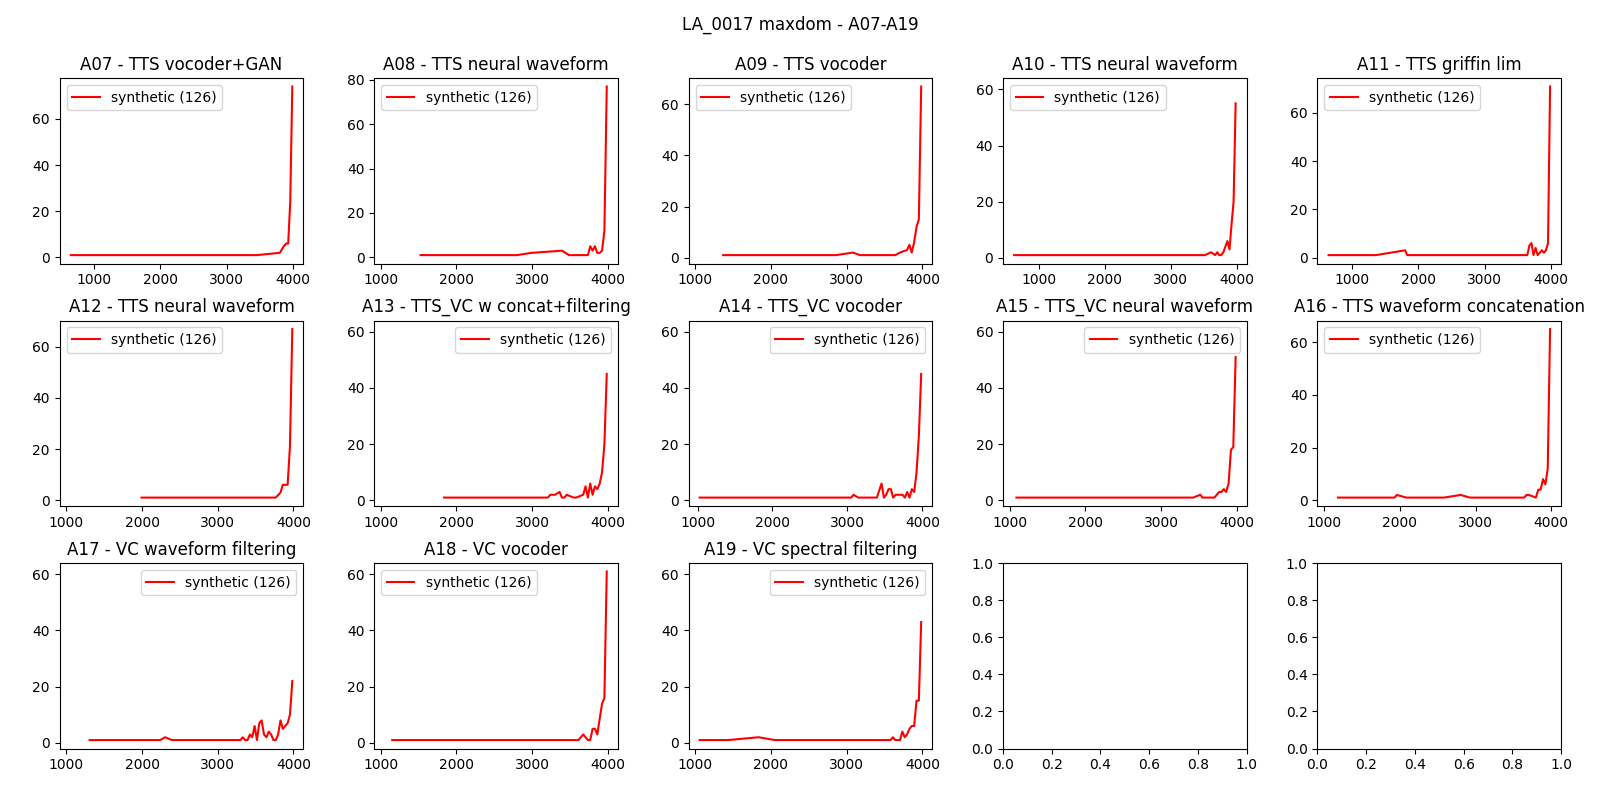 LA_0017 maxdom - A07-A19
A07 - TTS vocoder+GAN
synthetic (126)
60
40
20
0
1000 2000 3000 4000
A08 - TTS neural waveform
synthetic (126)
80
60
40
20
0
1000 2000 3000 4000
A09 - TTS vocoder
synthetic (126)
60
40
20
0
1000 2000 3000 4000
A10 - TTS neural waveform
synthetic (126)
60
40
20
0
1000 2000 3000 4000
A11 - TTS griffin lim
synthetic (126)
60
40
20
0
1000 2000 3000 4000
A12 - TTS neural waveform
synthetic (126)
60
40
20
0
1000 2000 3000 4000
A13 - TTS_VC w concat+filtering
synthetic (126)
60
40
20
0
1000 2000 3000 4000
A14 - TTS_VC vocoder
synthetic (126)
60
40
20
0
1000 2000 3000 4000
A15 - TTS_VC neural waveform
synthetic (126)
60
40
20
0
1000 2000 3000 4000
A16 - TTS waveform concatenation
synthetic (126)
60
40
20
0
1000 2000 3000 4000
A17 - VC waveform filtering
synthetic (126)
60
40
20
0
1000 2000 3000 4000
A18 - VC vocoder
synthetic (126)
60
40
20
0
1000 2000 3000 4000
A19 - VC spectral filtering
synthetic (126)
60
40
20
0
1000 2000 3000 4000
1.0
0.8
0.6
0.4
0.2
0.0
0.0 0.2 0.4 0.6 0.8 1.0
1.0
0.8
0.6
0.4
0.2
0.0
0.0 0.2 0.4 0.6 0.8 1.0